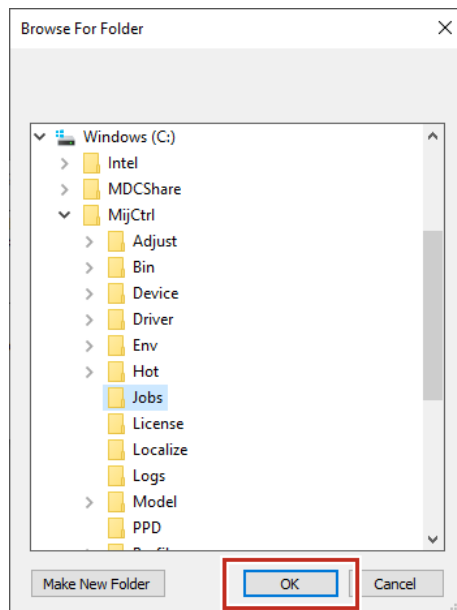 Browse For Folder
Windows (C:)
Intel
MDCShare
MijCtrl
Adjust
Bin
Device
Driver
Env
Hot
Jobs
License
Localize
Logs
Model
PPD
Make New Folder
OK
Cancel